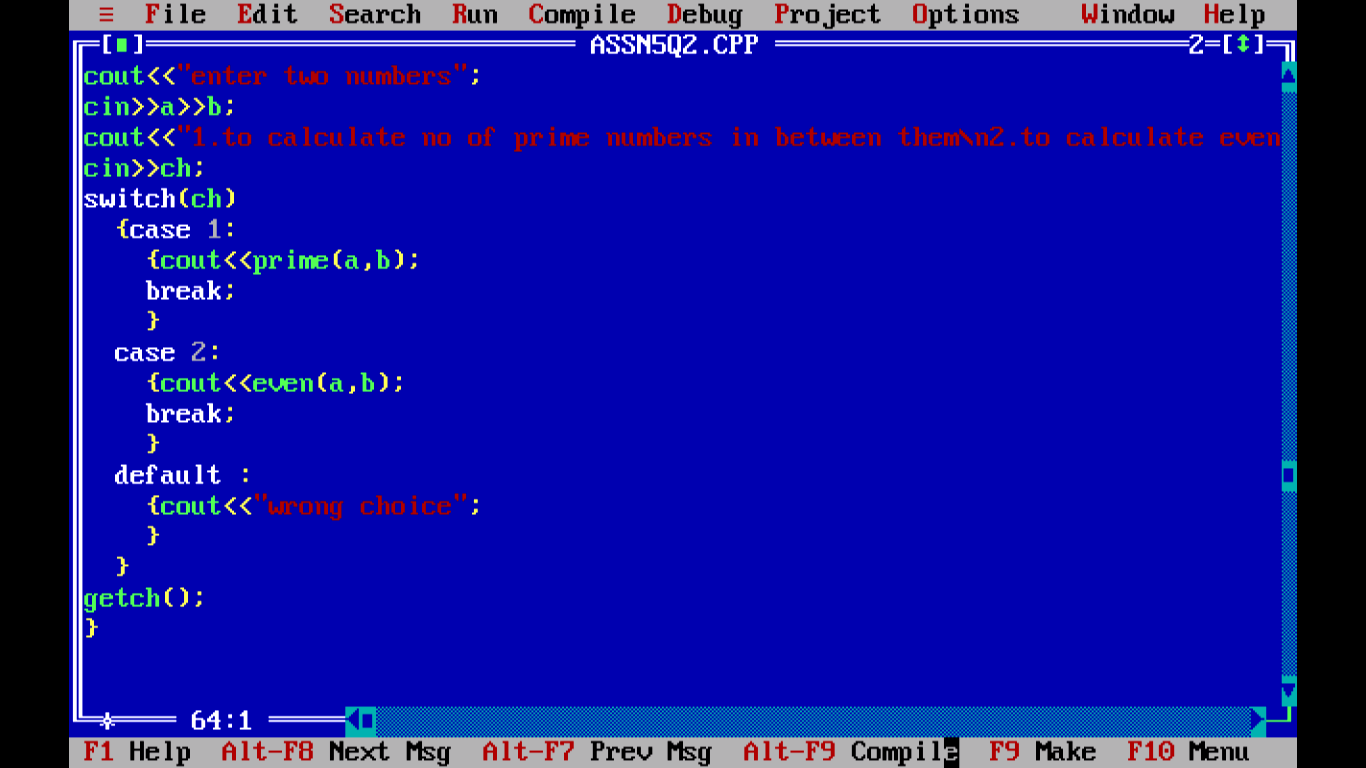 ≡ File Edit Search Run Compile Debug Project Options Window Help
[■] ASSN5Q2.CPP 2=[↕]
cout<<"enter two numbers";
cin>>a>>b;
cout<<"1.to calculate no of prime numbers in between them\n2.to calculate even
cin>>ch;
switch(ch)
  {case 1:
    {cout<<prime(a,b);
    break;
    }
  case 2:
    {cout<<even(a,b);
    break;
    }
  default :
    {cout<<"wrong choice";
    }
  }
getch();
}
64:1
F1 Help Alt-F8 Next Msg Alt-F7 Prev Msg Alt-F9 Compile F9 Make F10 Menu